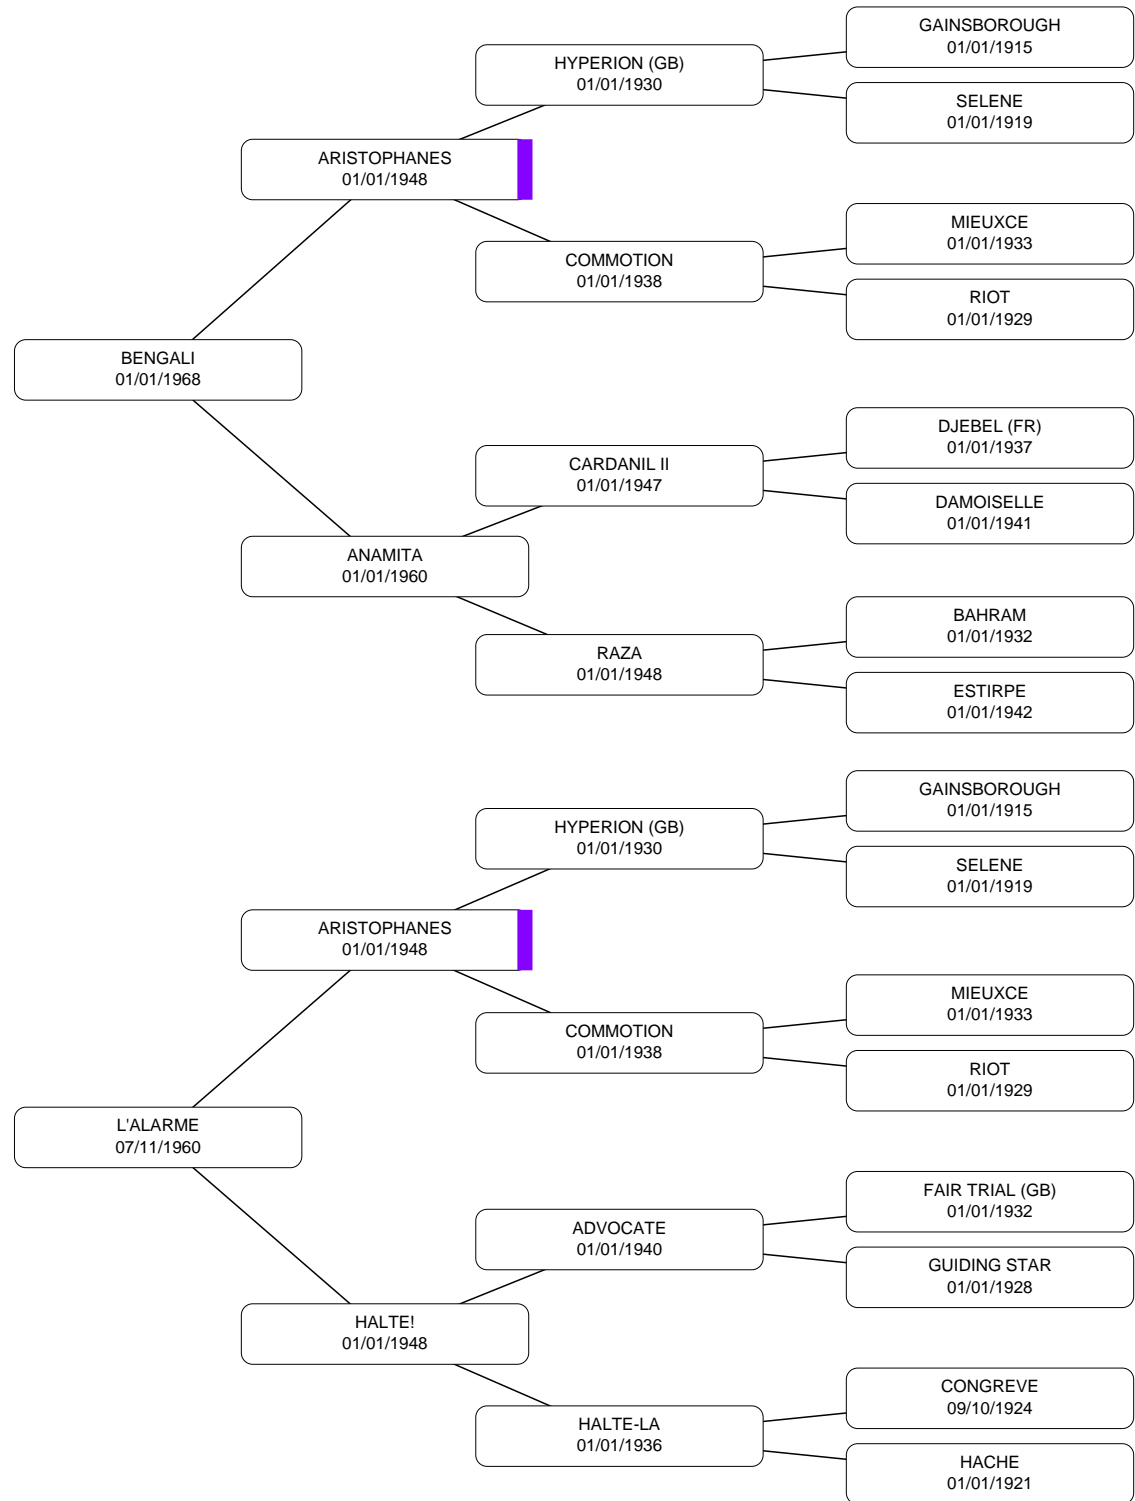 GAINSBOROUGH
01/01/1915
HYPERION (GB)
01/01/1930
SELENE
01/01/1919
ARISTOPHANES
01/01/1948
MIEUXCE
01/01/1933
COMMOTION
01/01/1938
RIOT
01/01/1929
BENGALI
01/01/1968
DJEBEL (FR)
01/01/1937
CARDANIL II
01/01/1947
DAMOISELLE
01/01/1941
ANAMITA
01/01/1960
BAHRAM
01/01/1932
RAZA
01/01/1948
ESTIRPE
01/01/1942
GAINSBOROUGH
01/01/1915
HYPERION (GB)
01/01/1930
SELENE
01/01/1919
ARISTOPHANES
01/01/1948
MIEUXCE
01/01/1933
COMMOTION
01/01/1938
RIOT
01/01/1929
L'ALARME
07/11/1960
FAIR TRIAL (GB)
01/01/1932
ADVOCATE
01/01/1940
GUIDING STAR
01/01/1928
HALTE!
01/01/1948
CONGREVE
09/10/1924
HALTE-LA
01/01/1936
HACHE
01/01/1921